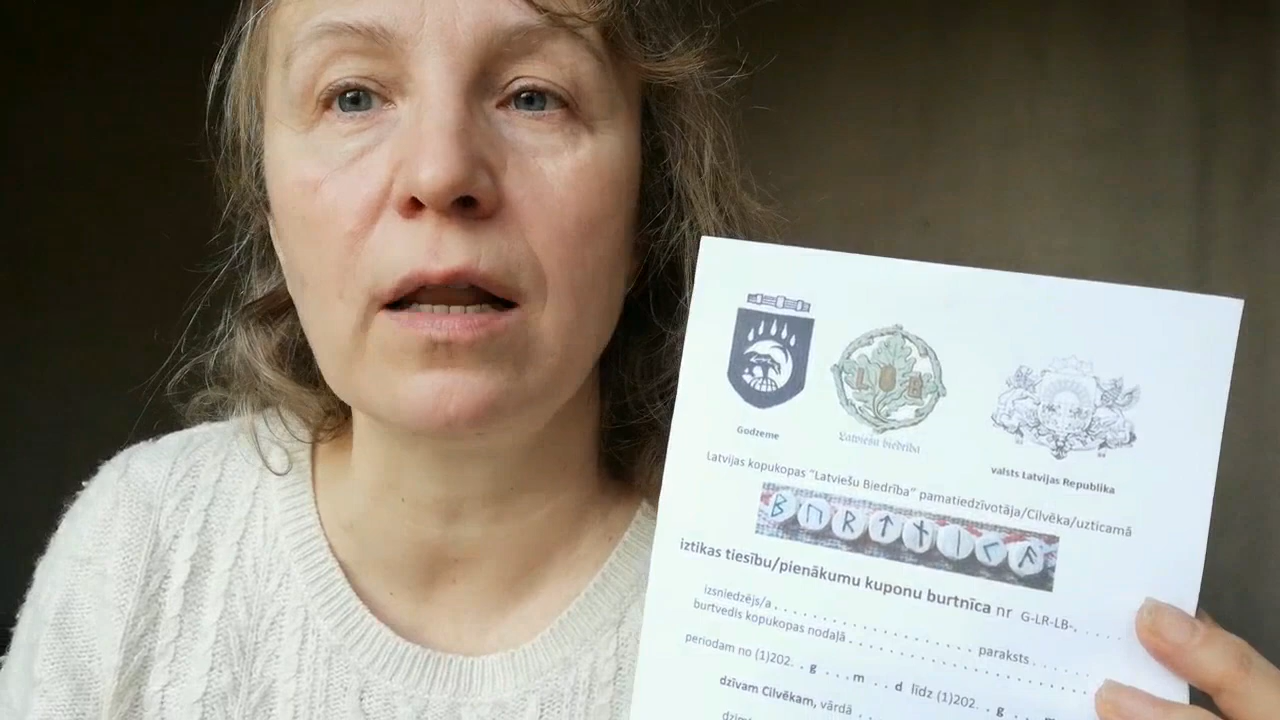 Godzeme
Latviešu biedrība
valsts Latvijas Republika
Latvijas kopukopas "Latviešu Biedrība" pamatiedzīvotāja/Cilvēka/uzticamā
iztikas tiesību/pienākumu kuponu burtnīca nr G-LR-LB-. . . . . .
izsniedzējs/a . . . . . . . . . . . . . . . . . . . . . . paraksts. . . . . . . .
burtvedis kopukopas nodaļā . . . . . . . . . . . . . . . . . . . . . .
periodam no (1)202. . g . . . m . . . d līdz (1)202. . g . . .
dzīvam Cilvēkam, vārdā . .